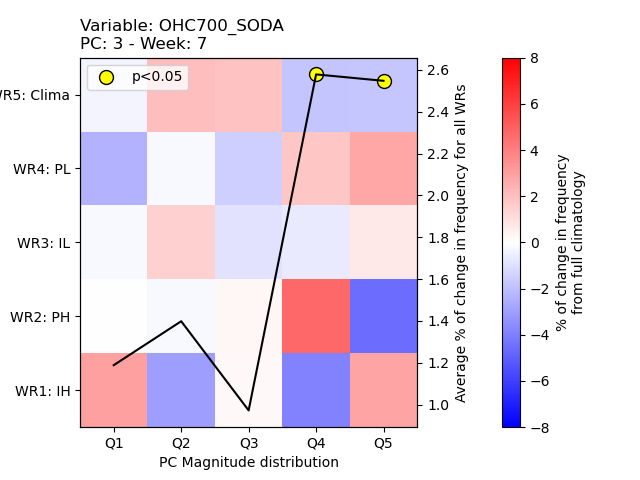 Variable: OHC700_SODA
PC: 3 - Week: 7
p<0.05
WR5: Clima
WR4: PL
WR3: IL
WR2: PH
WR1: IH
Q1 Q2 Q3 Q4 Q5
PC Magnitude distribution
2.6
2.4
2.2
2.0
1.8
1.6
1.4
1.2
1.0
Average % of change in frequency for all WRs
8
6
4
2
0
−2
−4
−6
−8
% of change in frequency
from full climatology